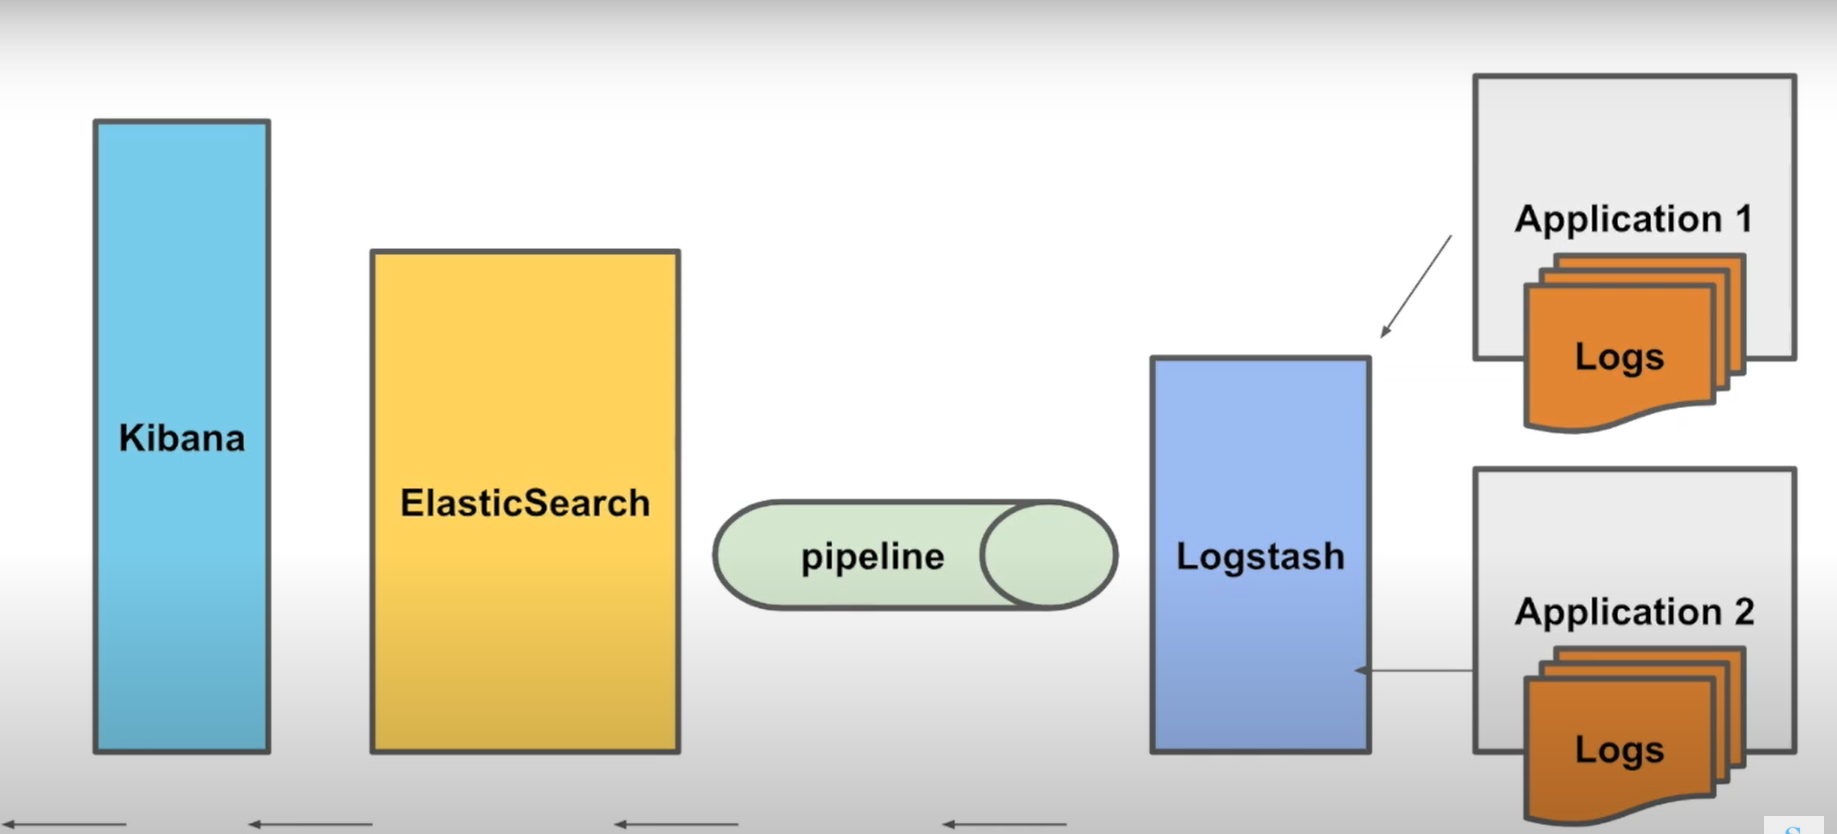 Application 1
Logs
Kibana
ElasticSearch
pipeline
Logstash
Application 2
Logs